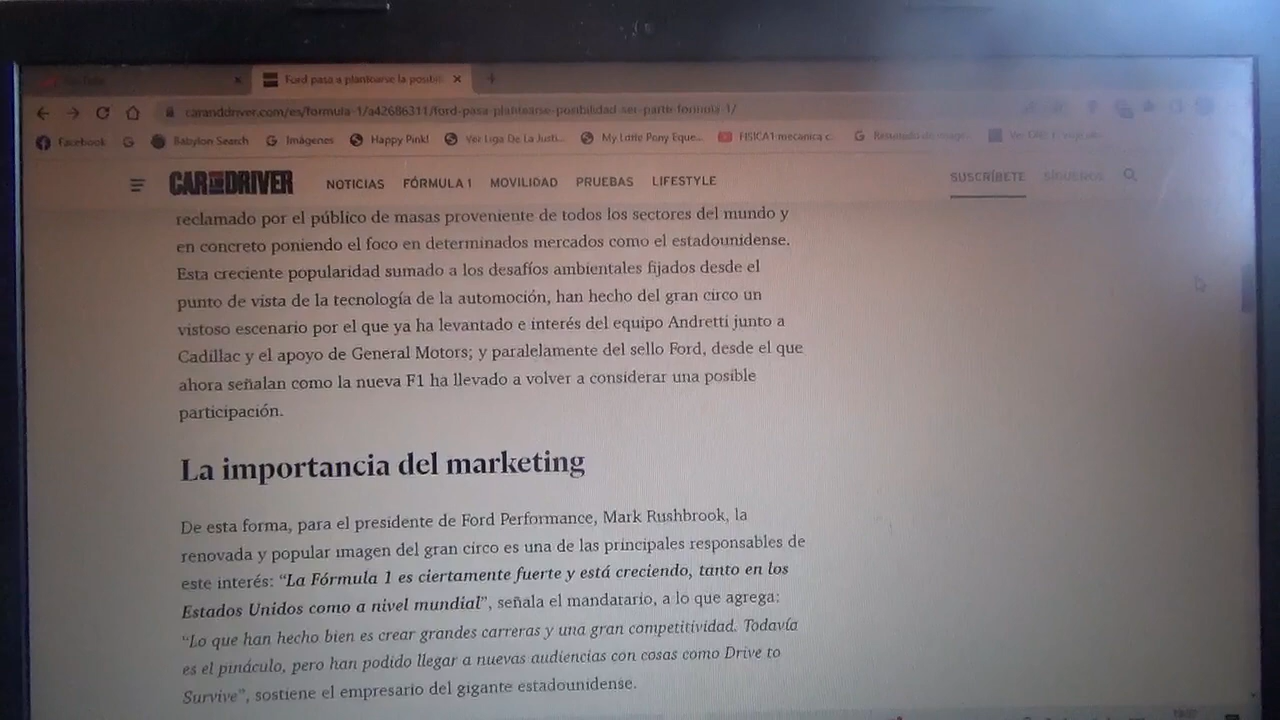 YouTube
Ford pasa a plantearse la posibil
caranddriver.com/es/formula-1/a42686311/ford-pasa-plantearse-posibilidad-ser-parte-formula-1/
Facebook G Babylon Search Imágenes Happy Pink! Ver Liga De La Justi... My Little Pony Eque... FISICA1 mecanica c...
CAR AND DRIVER NOTICIAS FÓRMULA 1 MOVILIDAD PRUEBAS LIFESTYLE SUSCRÍBETE SÍGUENOS
reclamado por el público de masas proveniente de todos los sectores del mundo y
en concreto poniendo el foco en determinados mercados como el estadounidense.
Esta creciente popularidad sumado a los desafíos ambientales fijados desde el
punto de vista de la tecnología de la automoción, han hecho del gran circo un
vistoso escenario por el que ya ha levantado e interés del equipo Andretti junto a
Cadillac y el apoyo de General Motors; y paralelamente del sello Ford, desde el que
ahora señalan como la nueva F1 ha llevado a volver a considerar una posible
participación.
La importancia del marketing
De esta forma, para el presidente de Ford Performance, Mark Rushbrook, la
renovada y popular imagen del gran circo es una de las principales responsables de
este interés: “La Fórmula 1 es ciertamente fuerte y está creciendo, tanto en los
Estados Unidos como a nivel mundial”, señala el mandatario, a lo que agrega:
“Lo que han hecho bien es crear grandes carreras y una gran competitividad. Todavía
es el pináculo, pero han podido llegar a nuevas audiencias con cosas como Drive to
Survive”, sostiene el empresario del gigante estadounidense.